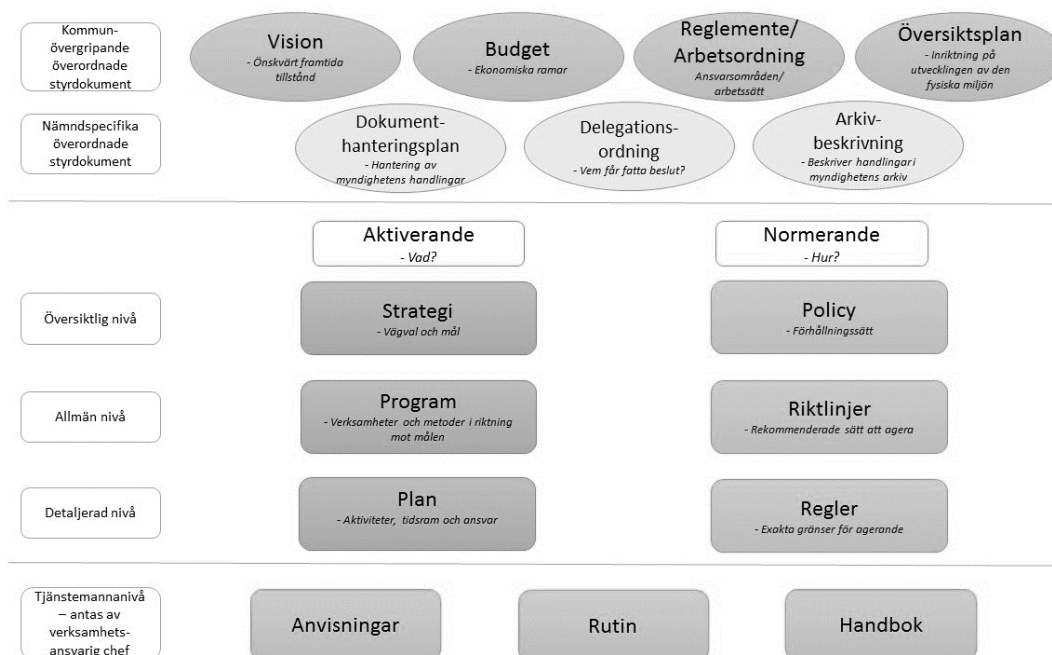 Kommun-
övergripande
överordnade
styrdokument
Vision
- Önskvärt framtida
tillstånd
Budget
- Ekonomiska ramar
Reglemente/
Arbetsordning
Ansvarsområden/
arbetssätt
Översiktsplan
- Inriktning på
utvecklingen av den
fysiska miljön
Nämndspecifika
överordnade
styrdokument
Dokument-
hanteringsplan
- Hantering av
myndighetens handlingar
Delegations-
ordning
- Vem får fatta beslut?
Arkiv-
beskrivning
- Beskriver handlingar i
myndighetens arkiv
Aktiverande
- Vad?
Normerande
- Hur?
Översiktlig nivå
Strategi
- Vägval och mål
Policy
- Förhållningssätt
Allmän nivå
Program
- Verksamheter och metoder i riktning
mot målen
Riktlinjer
- Rekommenderade sätt att agera
Detaljerad nivå
Plan
- Aktiviteter, tidsram och ansvar
Regler
- Exakta gränser för agerande
Tjänstemannanivå
– antas av
verksamhets-
ansvarig chef
Anvisningar
Rutin
Handbok